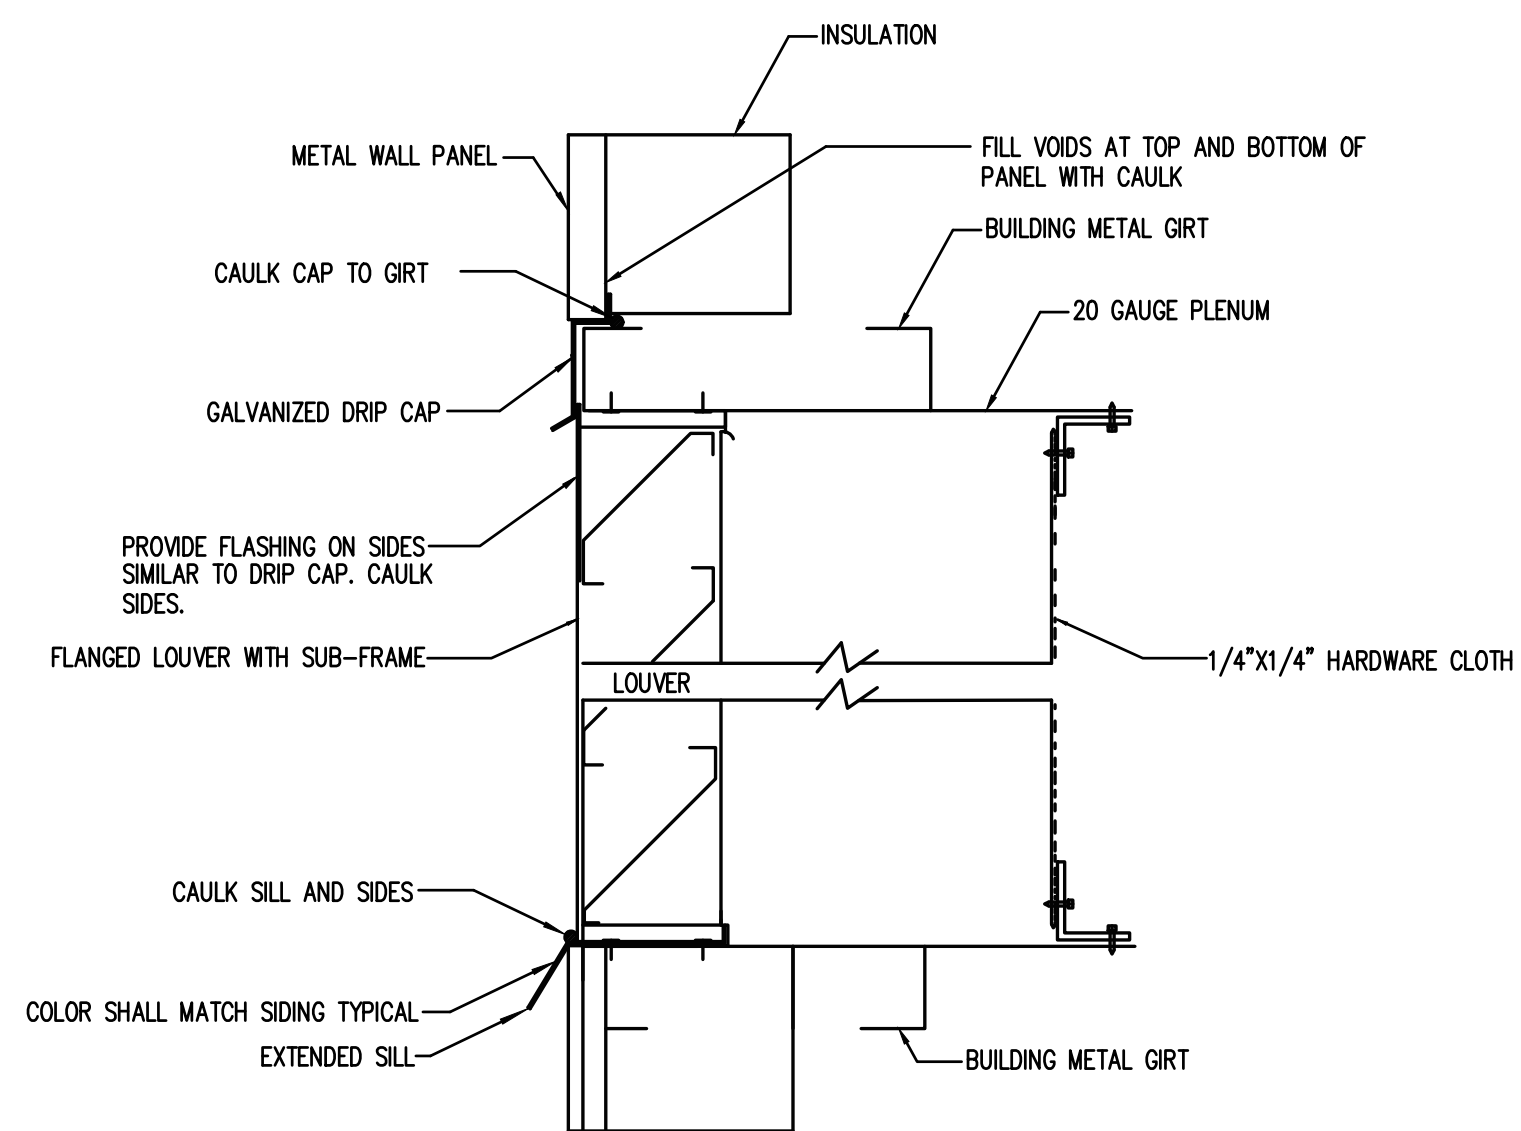 INSULATION
METAL WALL PANEL
FILL VOIDS AT TOP AND BOTTOM OF
PANEL WITH CAULK
BUILDING METAL GIRT
CAULK CAP TO GIRT
20 GAUGE PLENUM
GALVANIZED DRIP CAP
PROVIDE FLASHING ON SIDES
SIMILAR TO DRIP CAP. CAULK
SIDES.
FLANGED LOUVER WITH SUB-FRAME
1/4"X1/4" HARDWARE CLOTH
LOUVER
CAULK SILL AND SIDES
COLOR SHALL MATCH SIDING TYPICAL
EXTENDED SILL
BUILDING METAL GIRT